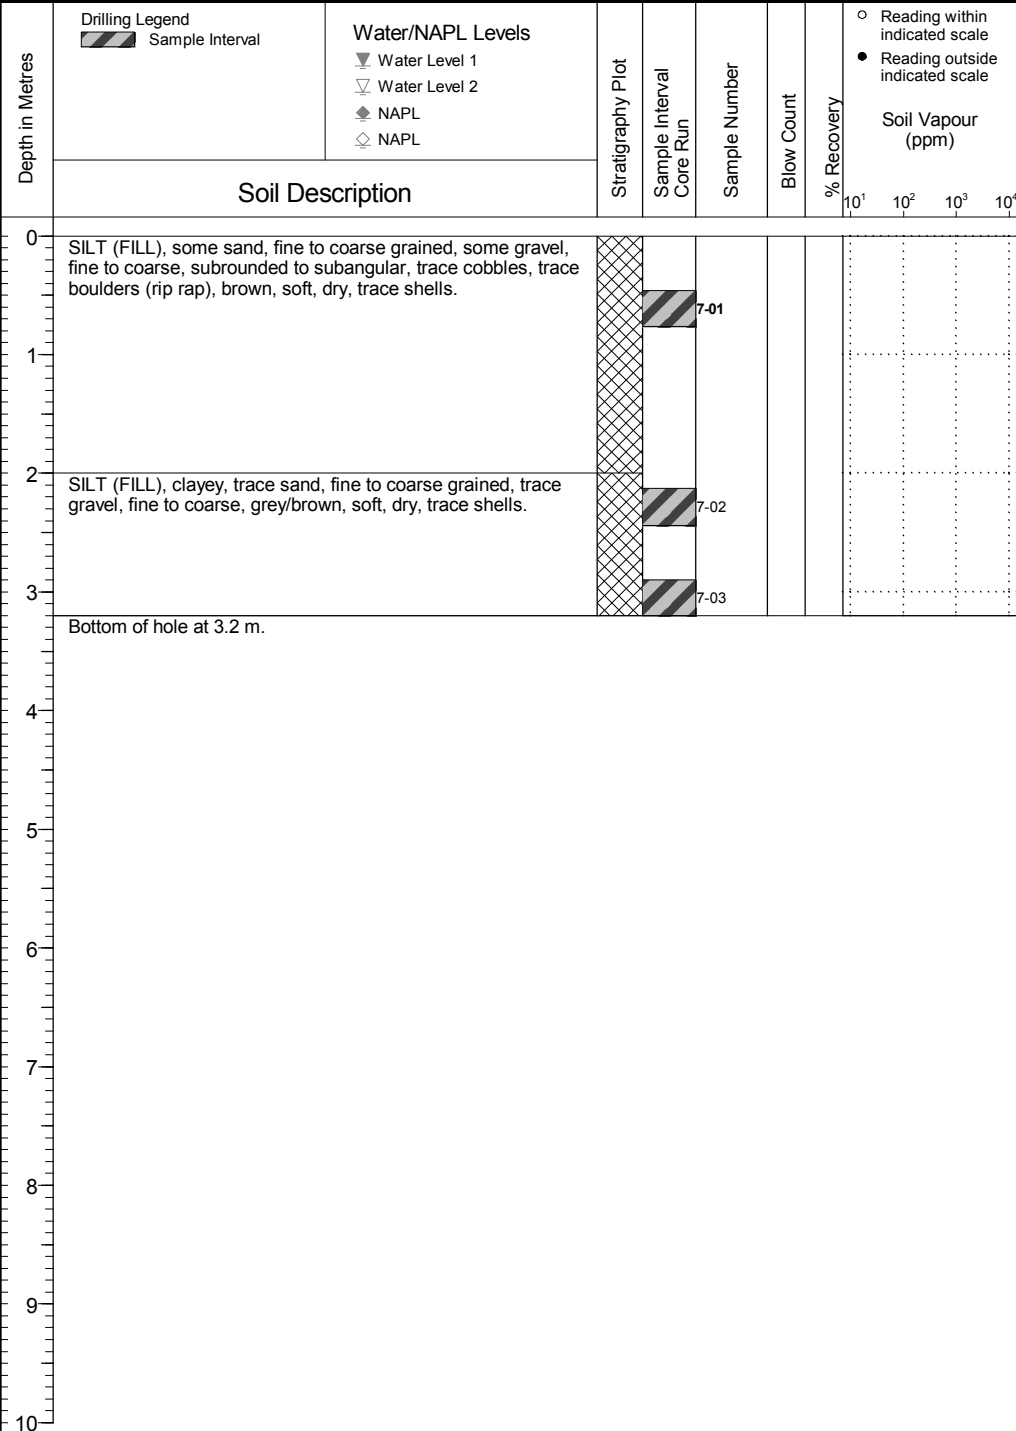 Depth in Metres
Drilling Legend
Sample Interval
Water/NAPL Levels
Water Level 1
Water Level 2
NAPL
NAPL
Soil Description
Stratigraphy Plot
Sample Interval
Core Run
Sample Number
Blow Count
% Recovery
Reading within
indicated scale
Reading outside
indicated scale
Soil Vapour
(ppm)
10¹ 10² 10³ 10⁴
0
SILT (FILL), some sand, fine to coarse grained, some gravel,
fine to coarse, subrounded to subangular, trace cobbles, trace
boulders (rip rap), brown, soft, dry, trace shells.
7-01
1
2
SILT (FILL), clayey, trace sand, fine to coarse grained, trace
gravel, fine to coarse, grey/brown, soft, dry, trace shells.
7-02
3
7-03
Bottom of hole at 3.2 m.
4
5
6
7
8
9
10